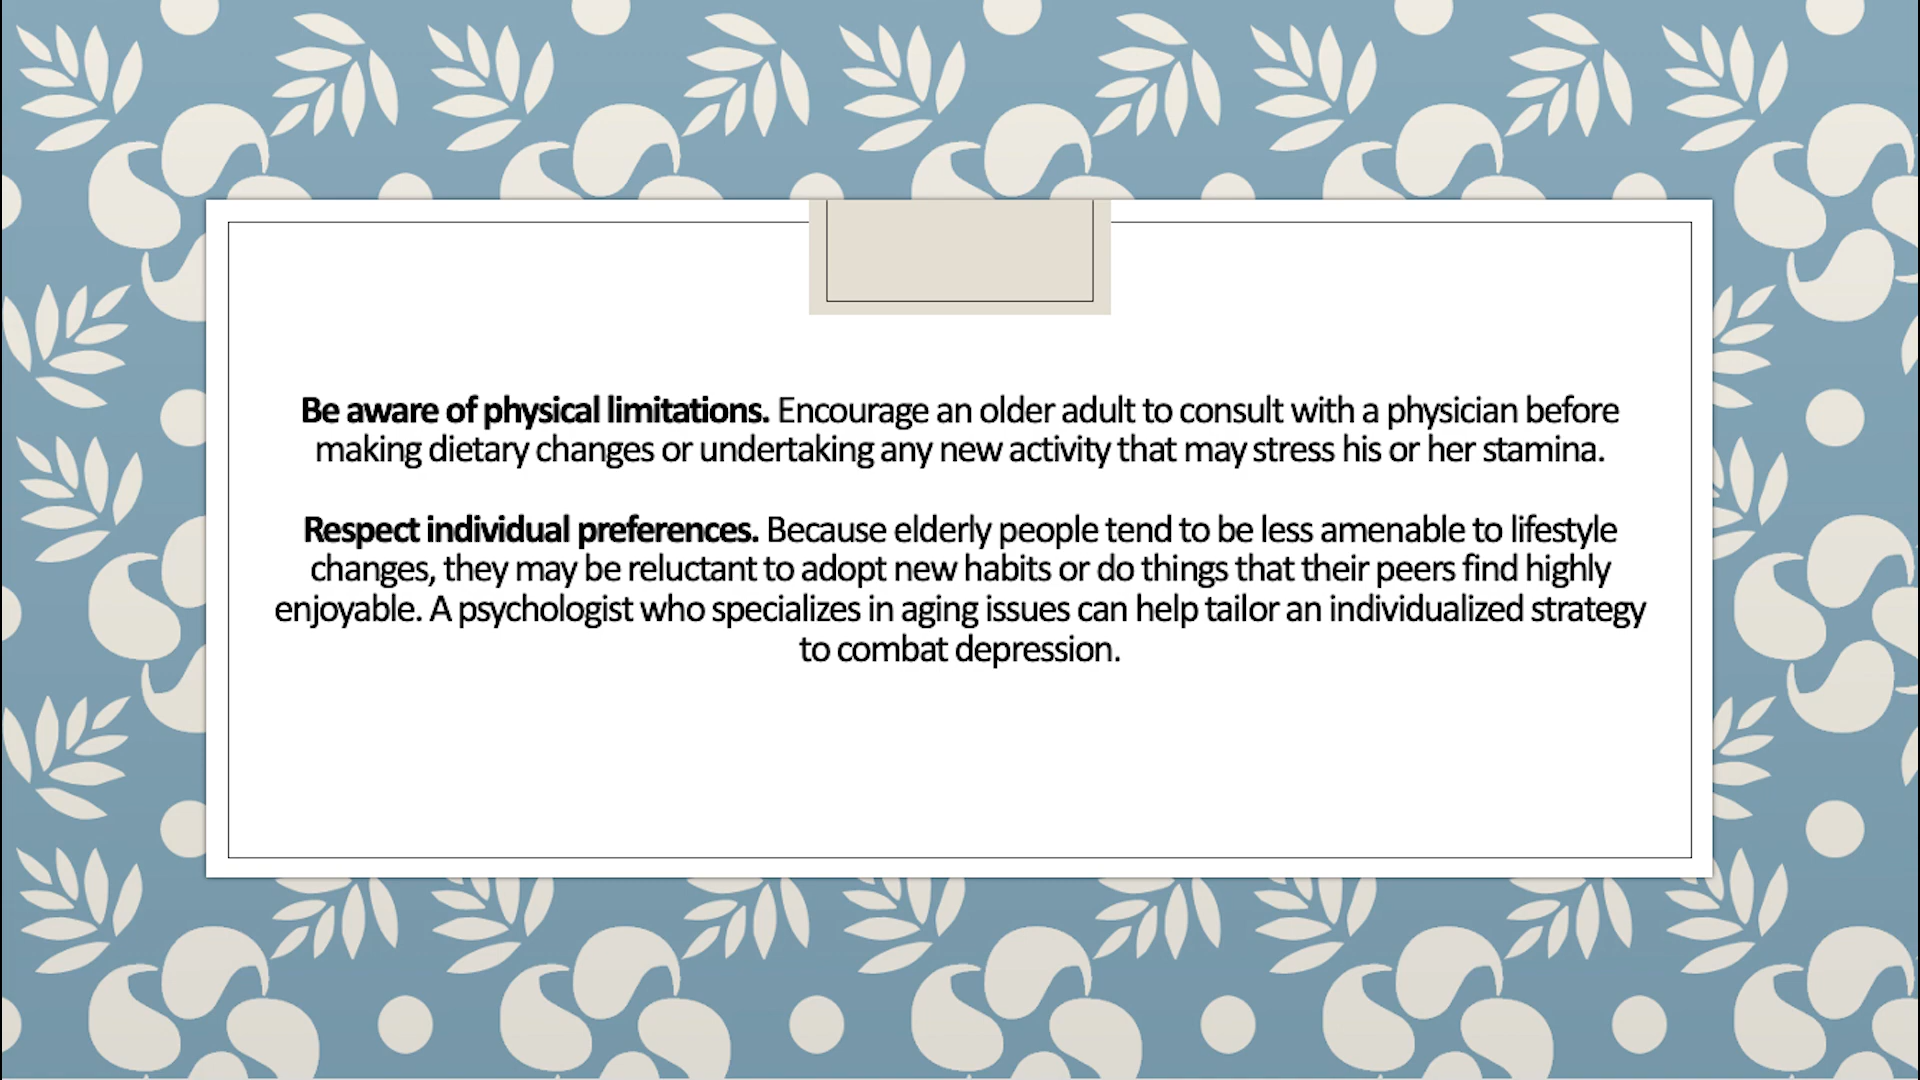 Be aware of physical limitations. Encourage an older adult to consult with a physician before
making dietary changes or undertaking any new activity that may stress his or her stamina.
Respect individual preferences. Because elderly people tend to be less amenable to lifestyle
changes, they may be reluctant to adopt new habits or do things that their peers find highly
enjoyable. A psychologist who specializes in aging issues can help tailor an individualized strategy
to combat depression.